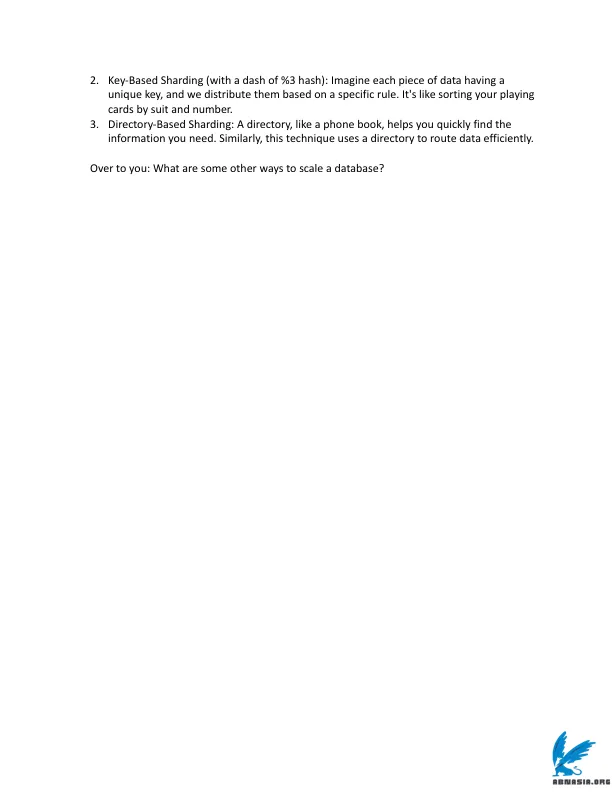 2. Key-Based Sharding (with a dash of %3 hash): Imagine each piece of data having a
unique key, and we distribute them based on a specific rule. It's like sorting your playing
cards by suit and number.
3. Directory-Based Sharding: A directory, like a phone book, helps you quickly find the
information you need. Similarly, this technique uses a directory to route data efficiently.
Over to you: What are some other ways to scale a database?
ABNASIA.ORG